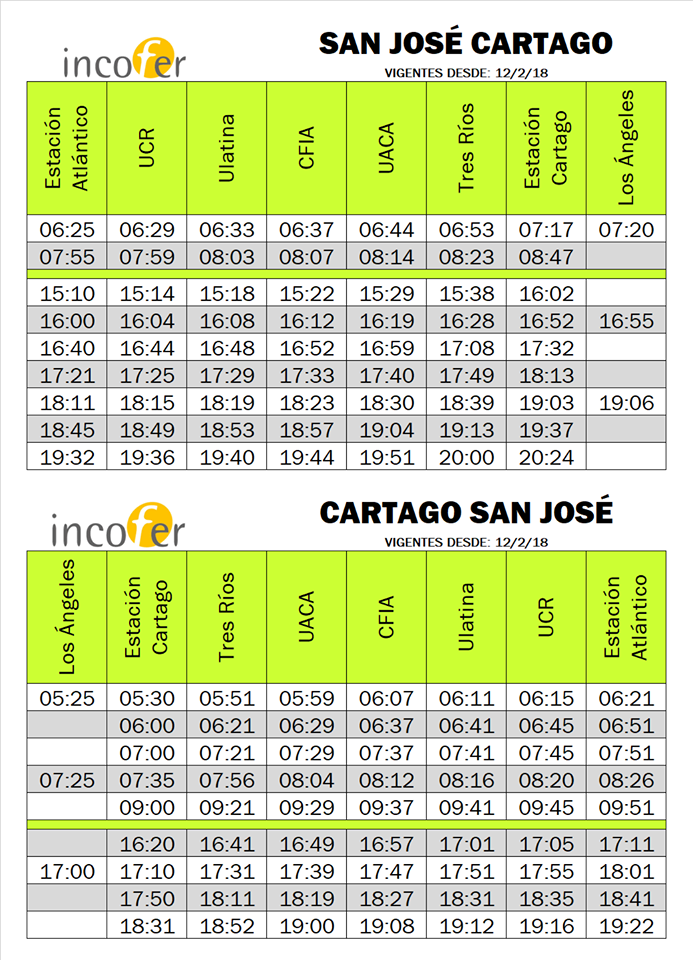 incofer
SAN JOSÉ CARTAGO
VIGENTES DESDE: 12/2/18
Estación Atlántico UCR Ulatina CFIA UACA Tres Ríos Estación Cartago Los Ángeles
06:25 06:29 06:33 06:37 06:44 06:53 07:17 07:20
07:55 07:59 08:03 08:07 08:14 08:23 08:47
15:10 15:14 15:18 15:22 15:29 15:38 16:02
16:00 16:04 16:08 16:12 16:19 16:28 16:52 16:55
16:40 16:44 16:48 16:52 16:59 17:08 17:32
17:21 17:25 17:29 17:33 17:40 17:49 18:13
18:11 18:15 18:19 18:23 18:30 18:39 19:03 19:06
18:45 18:49 18:53 18:57 19:04 19:13 19:37
19:32 19:36 19:40 19:44 19:51 20:00 20:24
incofer
CARTAGO SAN JOSÉ
VIGENTES DESDE: 12/2/18
Los Ángeles Estación Cartago Tres Ríos UACA CFIA Ulatina UCR Estación Atlántico
05:25 05:30 05:51 05:59 06:07 06:11 06:15 06:21
06:00 06:21 06:29 06:37 06:41 06:45 06:51
07:00 07:21 07:29 07:37 07:41 07:45 07:51
07:25 07:35 07:56 08:04 08:12 08:16 08:20 08:26
09:00 09:21 09:29 09:37 09:41 09:45 09:51
16:20 16:41 16:49 16:57 17:01 17:05 17:11
17:00 17:10 17:31 17:39 17:47 17:51 17:55 18:01
17:50 18:11 18:19 18:27 18:31 18:35 18:41
18:31 18:52 19:00 19:08 19:12 19:16 19:22